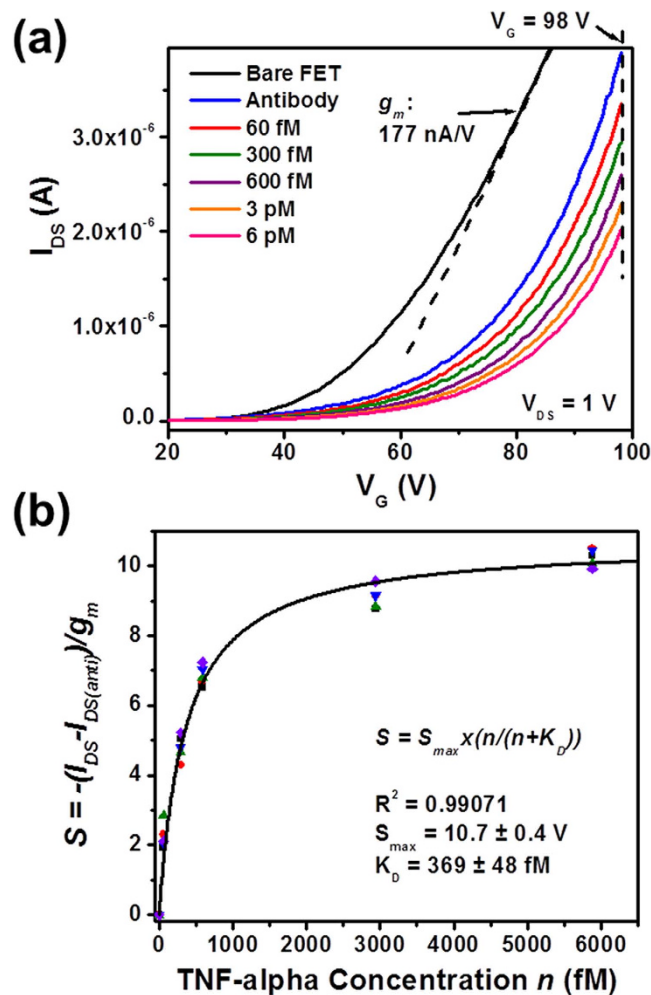 (a)
V_G = 98 V
Bare FET
Antibody
60 fM
300 fM
600 fM
3 pM
6 pM
g_m:
177 nA/V
3.0x10^-6
2.0x10^-6
1.0x10^-6
0.0
I_DS (A)
V_DS = 1 V
20 40 60 80 100
V_G (V)
(b)
10
8
6
4
2
0
S = -(I_DS-I_DS(anti))/g_m
S = S_max x(n/(n+K_D))
R^2 = 0.99071
S_max = 10.7 ± 0.4 V
K_D = 369 ± 48 fM
0 1000 2000 3000 4000 5000 6000
TNF-alpha Concentration n (fM)